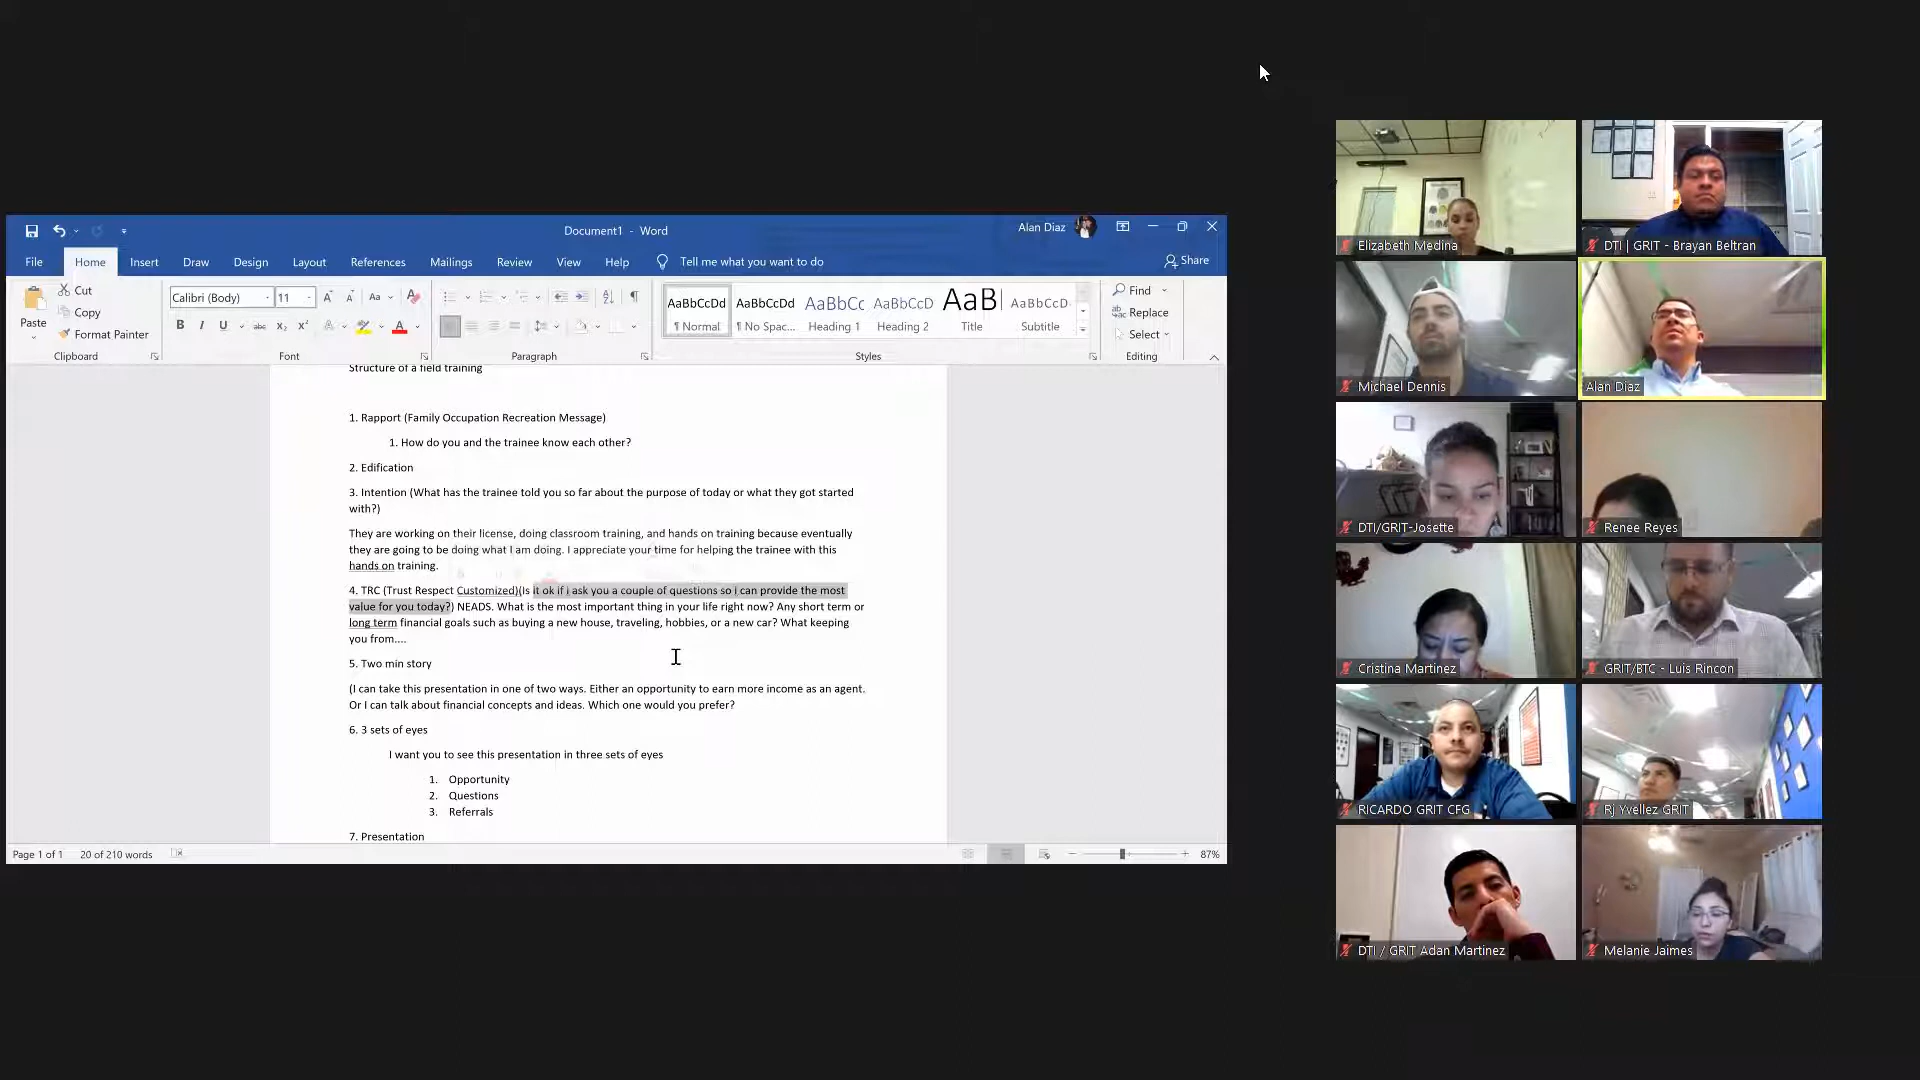 Document1 - Word
Alan Diaz
File Home Insert Draw Design Layout References Mailings Review View Help Tell me what you want to do Share
Paste
Cut
Copy
Format Painter
Clipboard
Calibri (Body) 11
Font
Paragraph
AaBbCcDd AaBbCcDd AaBbCc AaBbCcD AaB AaBbCcD
¶ Normal ¶ No Spac... Heading 1 Heading 2 Title Subtitle
Styles
Find
Replace
Select
Editing
Structure of a field training
1. Rapport (Family Occupation Recreation Message)
1. How do you and the trainee know each other?
2. Edification
3. Intention (What has the trainee told you so far about the purpose of today or what they got started
with?)
They are working on their license, doing classroom training, and hands on training because eventually
they are going to be doing what I am doing. I appreciate your time for helping the trainee with this
hands on training.
4. TRC (Trust Respect Customized)(Is it ok if i ask you a couple of questions so I can provide the most
value for you today?) NEADS. What is the most important thing in your life right now? Any short term or
long term financial goals such as buying a new house, traveling, hobbies, or a new car? What keeping
you from....
5. Two min story
(I can take this presentation in one of two ways. Either an opportunity to earn more income as an agent.
Or I can talk about financial concepts and ideas. Which one would you prefer?
6. 3 sets of eyes
I want you to see this presentation in three sets of eyes
1. Opportunity
2. Questions
3. Referrals
7. Presentation
Page 1 of 1 20 of 210 words 87%
Elizabeth Medina
DTI | GRIT - Brayan Beltran
Michael Dennis
Alan Diaz
DTI/GRIT-Josette
Renee Reyes
Cristina Martinez
GRIT/BTC - Luis Rincon
RICARDO GRIT CFG
Rj Yvellez GRIT
DTI / GRIT Adan Martinez
Melanie Jaimes